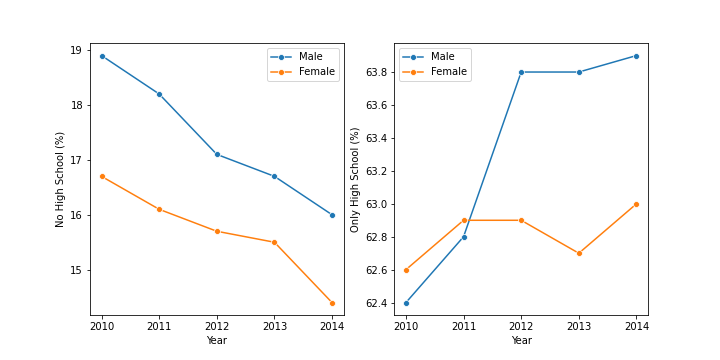 19
18
17
16
15
No High School (%)
2010 2011 2012 2013 2014
Year
Male
Female
63.8
63.6
63.4
63.2
63.0
62.8
62.6
62.4
Only High School (%)
2010 2011 2012 2013 2014
Year
Male
Female